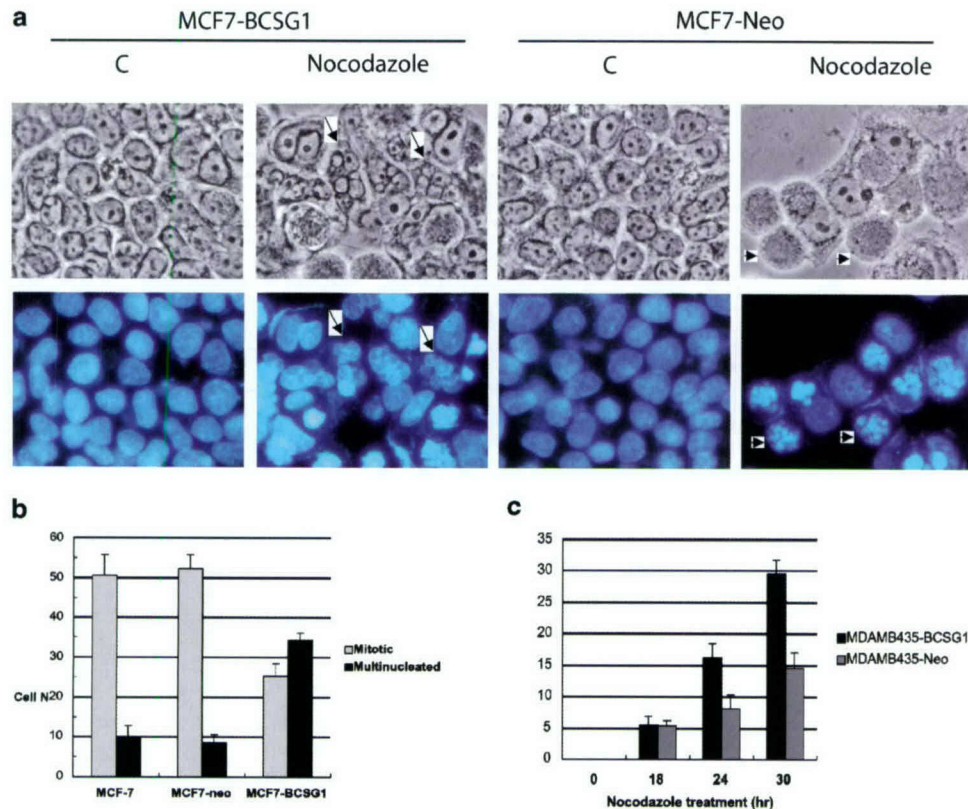 a
MCF7-BCSG1 MCF7-Neo
C Nocodazole C Nocodazole
b
60
50
40
30
20
10
0
Cell N
Mitotic
Multinucleated
MCF-7 MCF7-neo MCF7-BCSG1
c
35
30
25
20
15
10
5
0
MDAMB435-BCSG1
MDAMB435-Neo
0 18 24 30
Nocodazole treatment (hr)